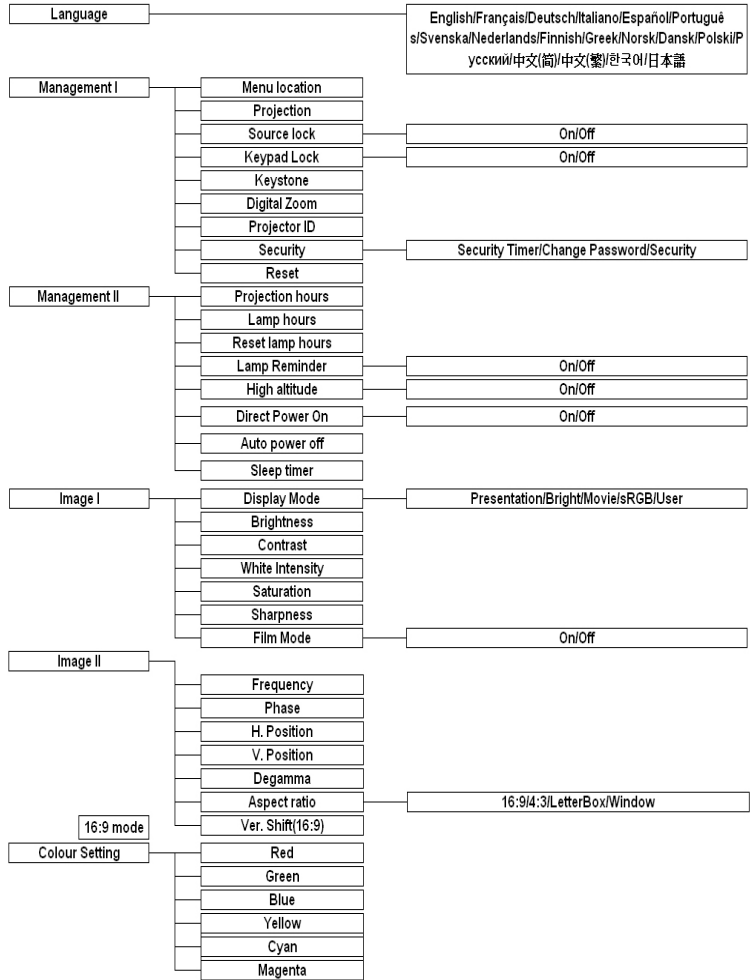 Language
English/Français/Deutsch/Italiano/Español/Portuguê
s/Svenska/Nederlands/Finnish/Greek/Norsk/Dansk/Polski/P
усский/中文(简)/中文(繁)/한국어/日本語
Management I
Menu location
Projection
Source lock
On/Off
Keypad Lock
On/Off
Keystone
Digital Zoom
Projector ID
Security
Security Timer/Change Password/Security
Reset
Management II
Projection hours
Lamp hours
Reset lamp hours
Lamp Reminder
On/Off
High altitude
On/Off
Direct Power On
On/Off
Auto power off
Sleep timer
Image I
Display Mode
Presentation/Bright/Movie/sRGB/User
Brightness
Contrast
White Intensity
Saturation
Sharpness
Film Mode
On/Off
Image II
Frequency
Phase
H. Position
V. Position
Degamma
Aspect ratio
16:9/4:3/LetterBox/Window
16:9 mode
Ver. Shift(16:9)
Colour Setting
Red
Green
Blue
Yellow
Cyan
Magenta